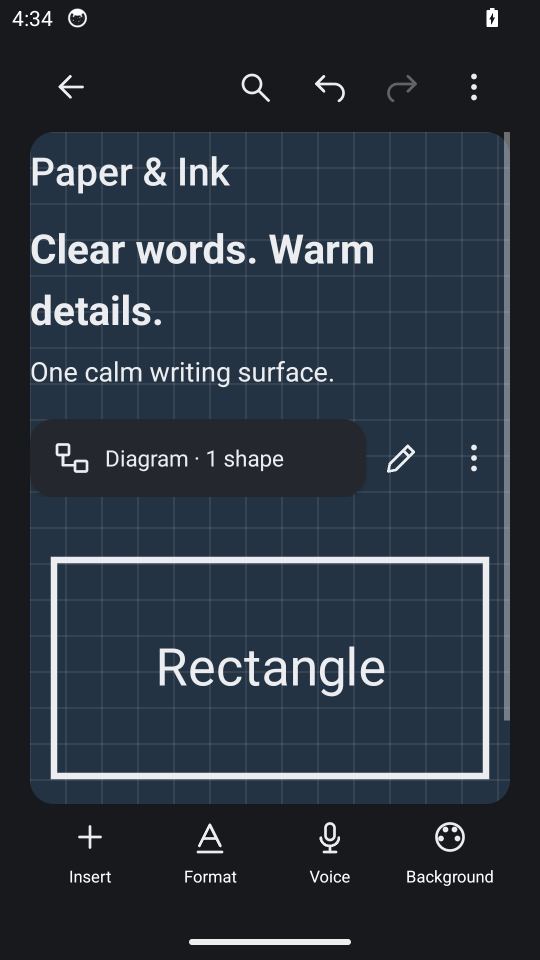 4:34
Paper & Ink
Clear words. Warm
details.
One calm writing surface.
Diagram · 1 shape
Rectangle
Insert
Format
Voice
Background